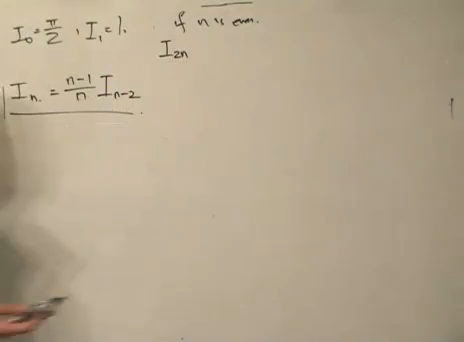 I₀ = π/2, I₁ = 1.
if n is even.
I₂ₙ
Iₙ = (n-1)/n Iₙ₋₂